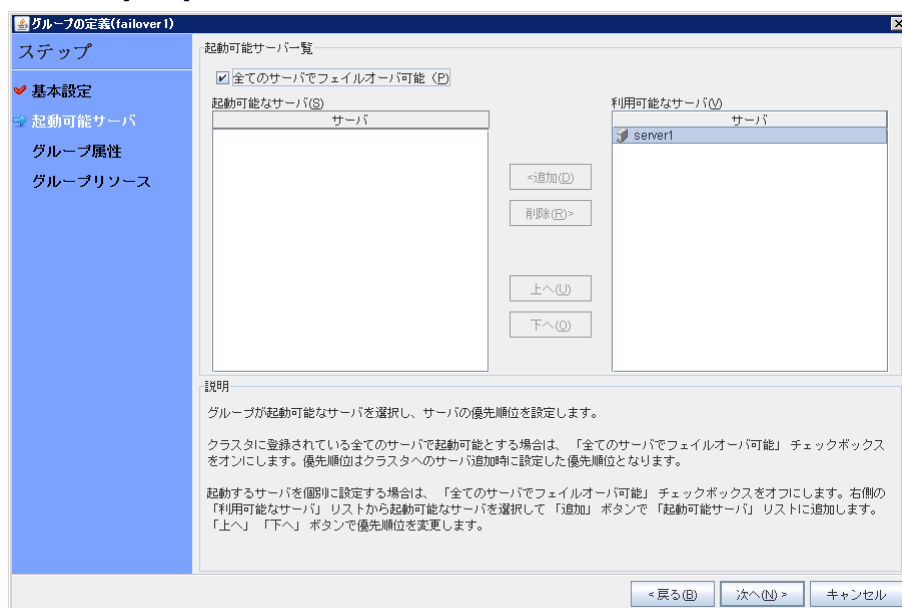 グループの定義(failover1)
ステップ
基本設定
起動可能サーバ
グループ属性
グループリソース
起動可能サーバ一覧
全てのサーバでフェイルオーバ可能 (P)
起動可能なサーバ(S)
サーバ
<追加(D)
削除(R)>
上へ(U)
下へ(O)
利用可能なサーバ(V)
サーバ
server1
説明
グループが起動可能なサーバを選択し、サーバの優先順位を設定します。
クラスタに登録されている全てのサーバで起動可能とする場合は、「全てのサーバでフェイルオーバ可能」 チェックボックス
をオンにします。優先順位はクラスタへのサーバ追加時に設定した優先順位となります。
起動するサーバを個別に設定する場合は、「全てのサーバでフェイルオーバ可能」 チェックボックスをオフにします。右側の
「利用可能なサーバ」 リストから起動可能なサーバを選択して 「追加」 ボタンで 「起動可能サーバ」 リストに追加します。
「上へ」 「下へ」 ボタンで優先順位を変更します。
<戻る(B)
次へ(N)>
キャンセル